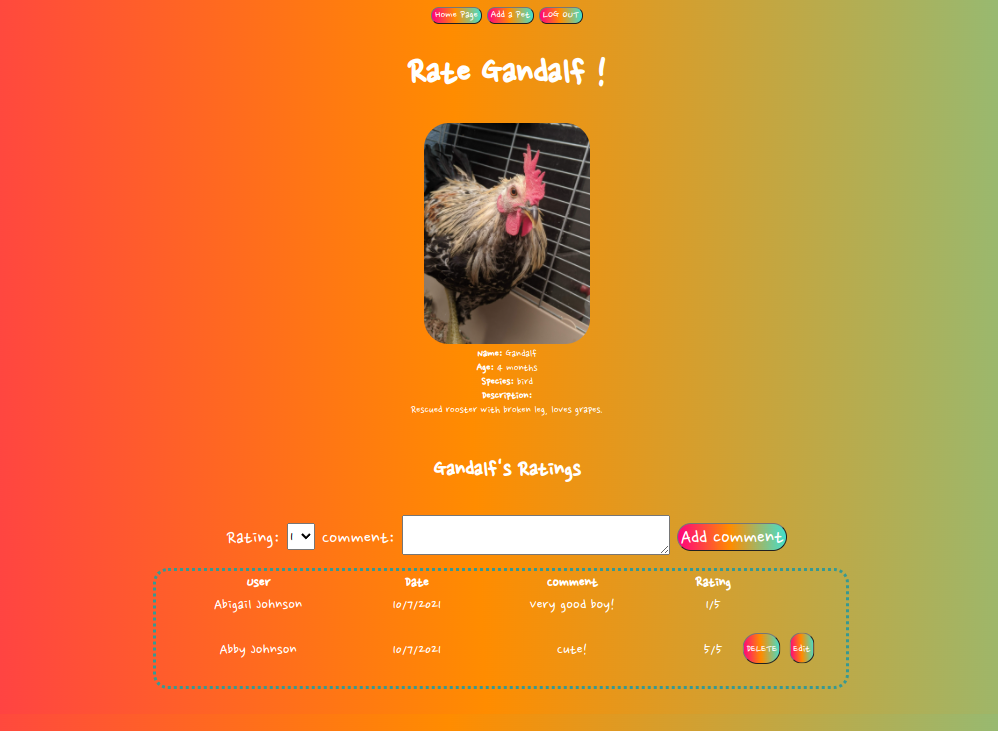 Home Page Add a Pet LOG OUT
Rate Gandalf !
Name: Gandalf
Age: 4 months
Species: bird
Description:
Rescued rooster with broken leg, loves grapes.
Gandalf's Ratings
Rating: 1 comment: Add comment
User Date comment Rating
Abigail Johnson 10/7/2021 Very good boy! 1/5
Abby Johnson 10/7/2021 Cute! 5/5 DELETE Edit